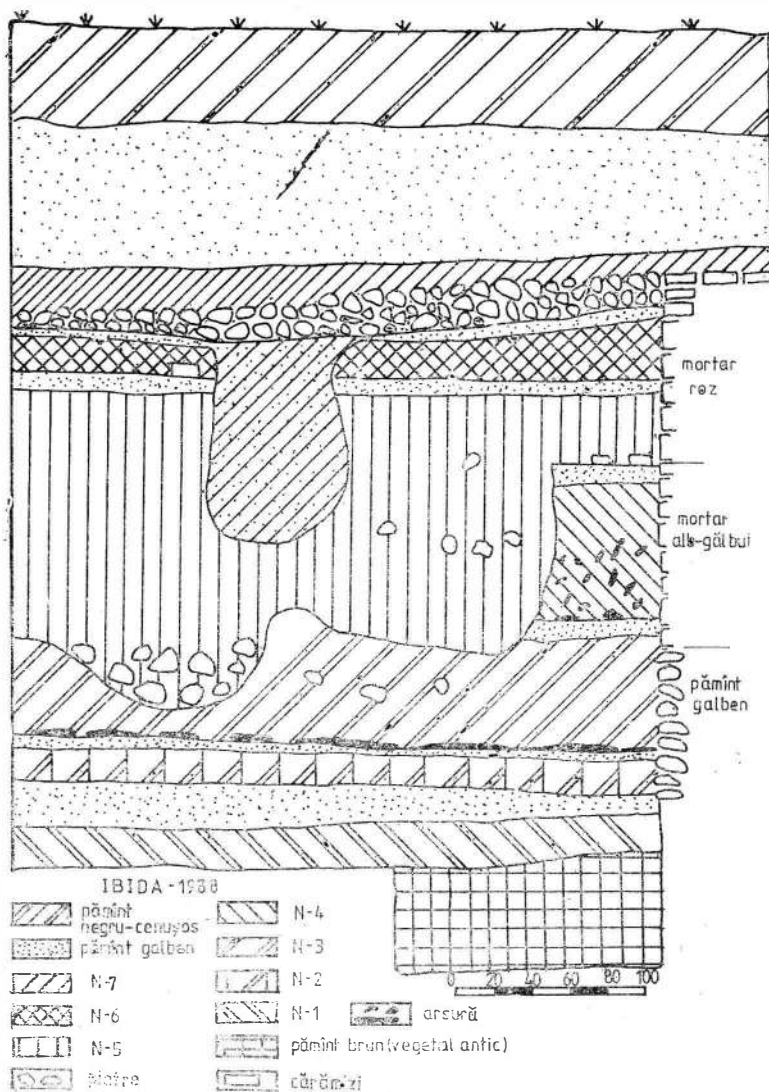 mortar
roz
mortar
alb-gălbui
pămînt
galben
IBIDA-1988
pămînt
negru-cenușos
pămînt galben
N-7
N-6
N-5
piatre
N-4
N-3
N-2
N-1
arsură
pămînt brun (vegetal antic)
cărămizi
0 20 40 60 80 100